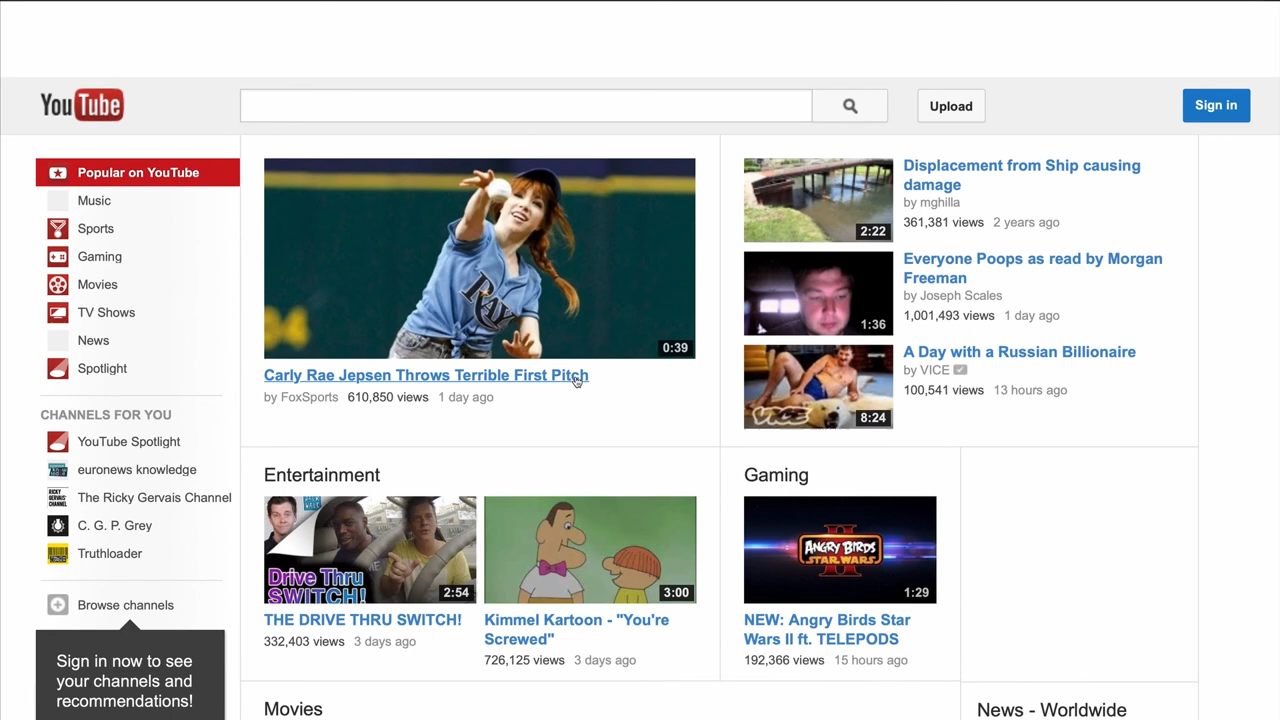 YouTube
Upload
Sign in
Popular on YouTube
Music
Sports
Gaming
Movies
TV Shows
News
Spotlight
CHANNELS FOR YOU
YouTube Spotlight
euronews knowledge
The Ricky Gervais Channel
C. G. P. Grey
Truthloader
Browse channels
Sign in now to see
your channels and
recommendations!
RAY
0:39
Carly Rae Jepsen Throws Terrible First Pitch
by FoxSports 610,850 views 1 day ago
2:22
Displacement from Ship causing
damage
by mghilla
361,381 views 2 years ago
1:36
Everyone Poops as read by Morgan
Freeman
by Joseph Scales
1,001,493 views 1 day ago
VICE
8:24
A Day with a Russian Billionaire
by VICE
100,541 views 13 hours ago
Entertainment
Drive Thru
SWITCH!
2:54
THE DRIVE THRU SWITCH!
332,403 views 3 days ago
3:00
Kimmel Kartoon - "You're
Screwed"
726,125 views 3 days ago
Gaming
ANGRY BIRDS
STAR WARS
II
1:29
NEW: Angry Birds Star
Wars II ft. TELEPODS
192,366 views 15 hours ago
Movies
News - Worldwide